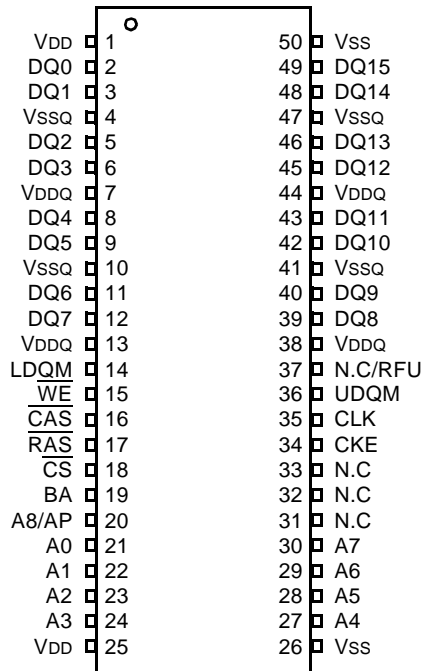 VDD 1 50 VSS
DQ0 2 49 DQ15
DQ1 3 48 DQ14
VSSQ 4 47 VSSQ
DQ2 5 46 DQ13
DQ3 6 45 DQ12
VDDQ 7 44 VDDQ
DQ4 8 43 DQ11
DQ5 9 42 DQ10
VSSQ 10 41 VSSQ
DQ6 11 40 DQ9
DQ7 12 39 DQ8
VDDQ 13 38 VDDQ
LDQM 14 37 N.C/RFU
WE 15 36 UDQM
CAS 16 35 CLK
RAS 17 34 CKE
CS 18 33 N.C
BA 19 32 N.C
A8/AP 20 31 N.C
A0 21 30 A7
A1 22 29 A6
A2 23 28 A5
A3 24 27 A4
VDD 25 26 VSS